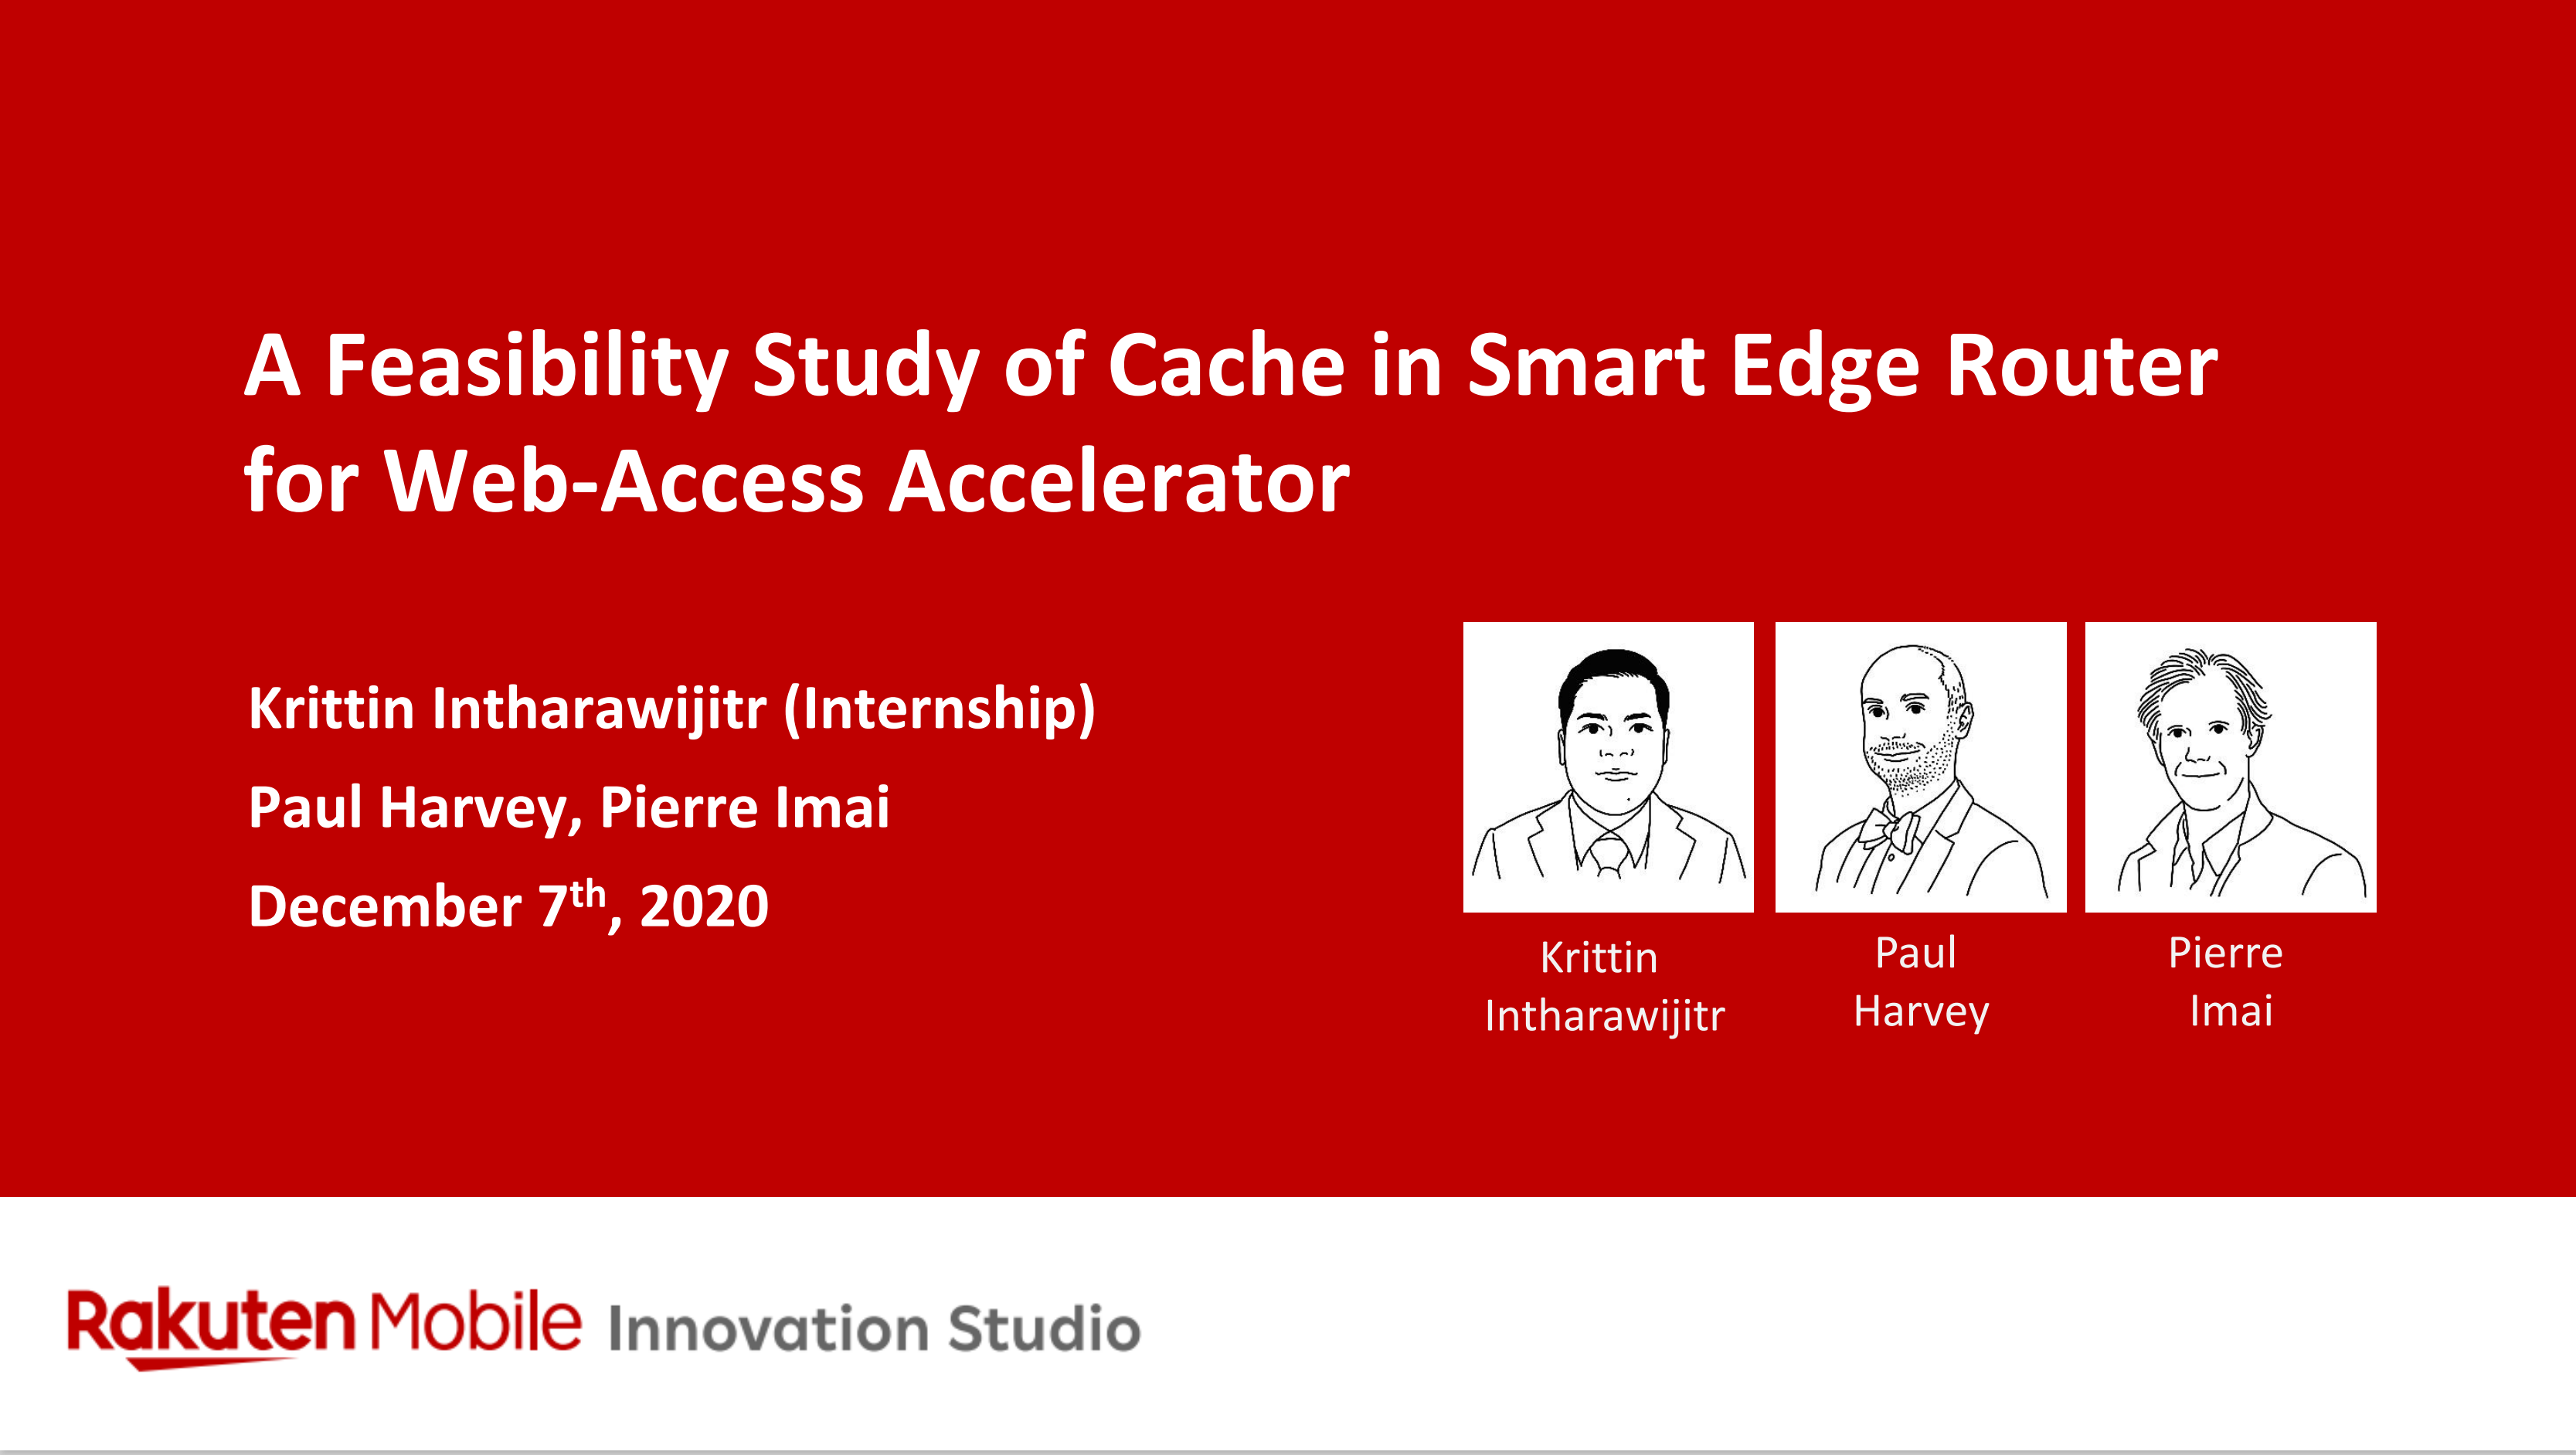 A Feasibility Study of Cache in Smart Edge Router
for Web-Access Accelerator
Krittin Intharawijitr (Internship)
Paul Harvey, Pierre Imai
December 7th, 2020
Krittin
Intharawijitr
Paul
Harvey
Pierre
Imai
Rakuten Mobile Innovation Studio